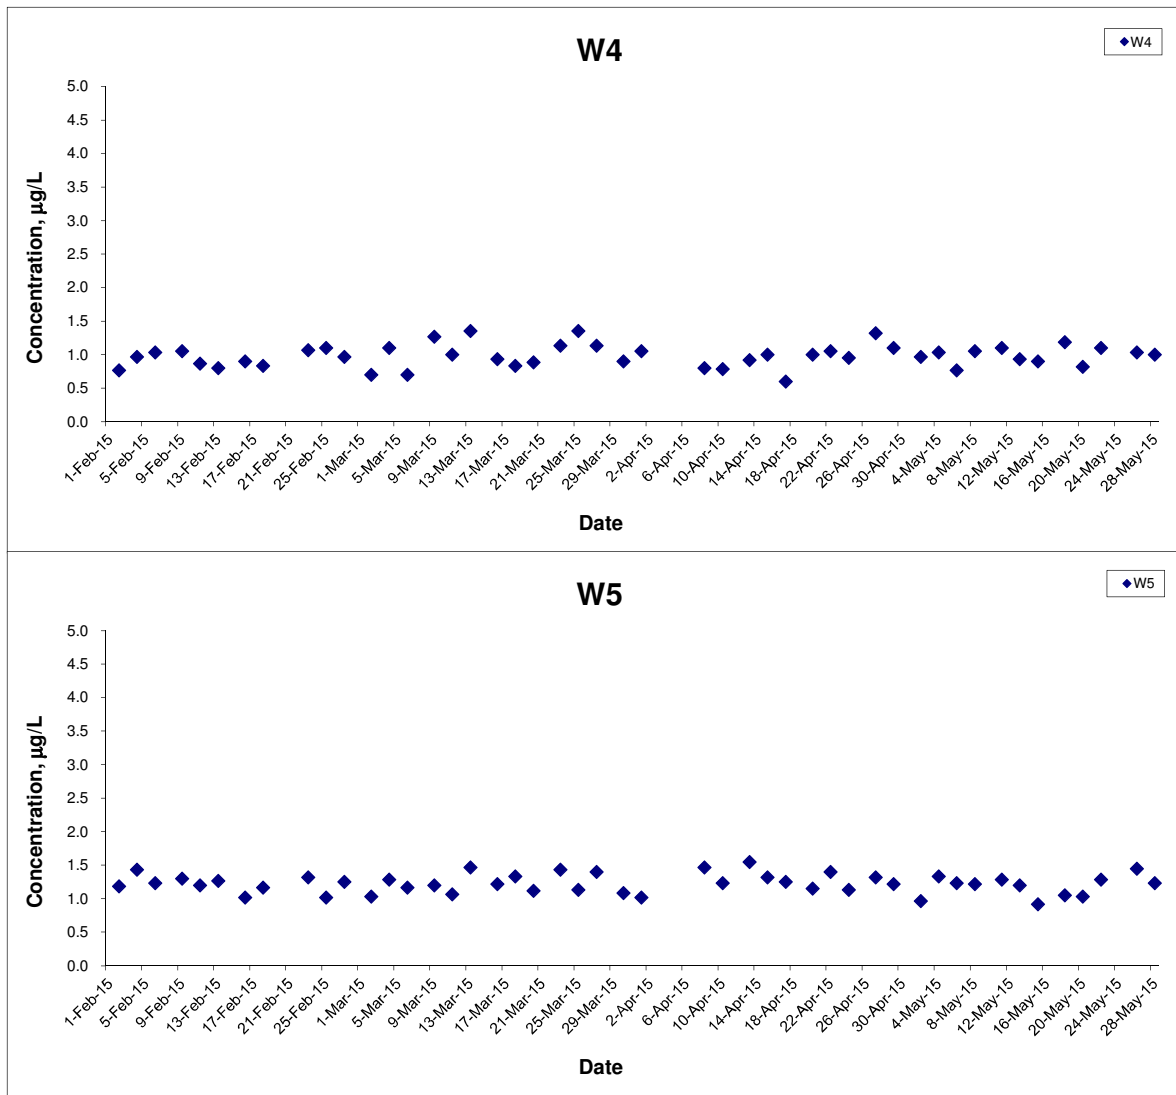 W4
W4
5.0
4.5
4.0
3.5
3.0
2.5
2.0
1.5
1.0
0.5
0.0
Concentration, µg/L
1-Feb-15 5-Feb-15 9-Feb-15 13-Feb-15 17-Feb-15 21-Feb-15 25-Feb-15 1-Mar-15 5-Mar-15 9-Mar-15 13-Mar-15 17-Mar-15 21-Mar-15 25-Mar-15 29-Mar-15 2-Apr-15 6-Apr-15 10-Apr-15 14-Apr-15 18-Apr-15 22-Apr-15 26-Apr-15 30-Apr-15 4-May-15 8-May-15 12-May-15 16-May-15 20-May-15 24-May-15 28-May-15
Date
W5
W5
5.0
4.5
4.0
3.5
3.0
2.5
2.0
1.5
1.0
0.5
0.0
Concentration, µg/L
1-Feb-15 5-Feb-15 9-Feb-15 13-Feb-15 17-Feb-15 21-Feb-15 25-Feb-15 1-Mar-15 5-Mar-15 9-Mar-15 13-Mar-15 17-Mar-15 21-Mar-15 25-Mar-15 29-Mar-15 2-Apr-15 6-Apr-15 10-Apr-15 14-Apr-15 18-Apr-15 22-Apr-15 26-Apr-15 30-Apr-15 4-May-15 8-May-15 12-May-15 16-May-15 20-May-15 24-May-15 28-May-15
Date